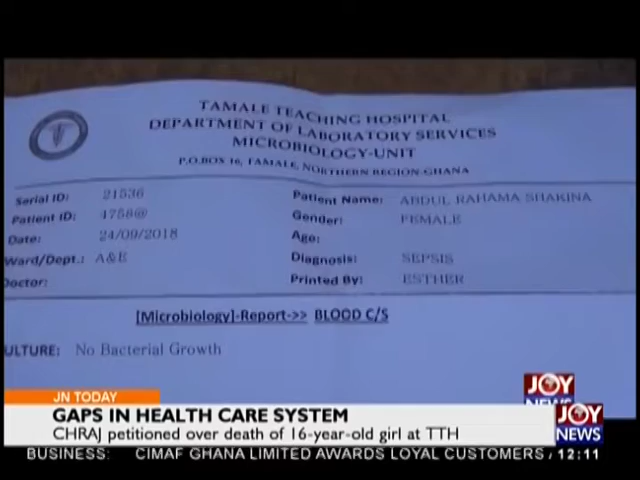 TAMALE TEACHING HOSPITAL
DEPARTMENT OF LABORATORY SERVICES
MICROBIOLOGY-UNIT
P.O.BOX 16, TAMALE, NORTHERN REGION-GHANA
Serial ID: 21536 Patient Name: ABDUL RAHAMA SHAKINA
Patient ID: 4758@ Gender: FEMALE
Date: 24/09/2018 Age:
Ward/Dept.: A&E Diagnosis: SEPSIS
Doctor: Printed By: ESTHER
[Microbiology]-Report->> BLOOD C/S
ULTURE: No Bacterial Growth
JOY
NEWS
JN TODAY
GAPS IN HEALTH CARE SYSTEM
CHRAJ petitioned over death of 16-year-old girl at TTH
JOY
NEWS
BUSINESS: CIMAF GHANA LIMITED AWARDS LOYAL CUSTOMERS / 12:11